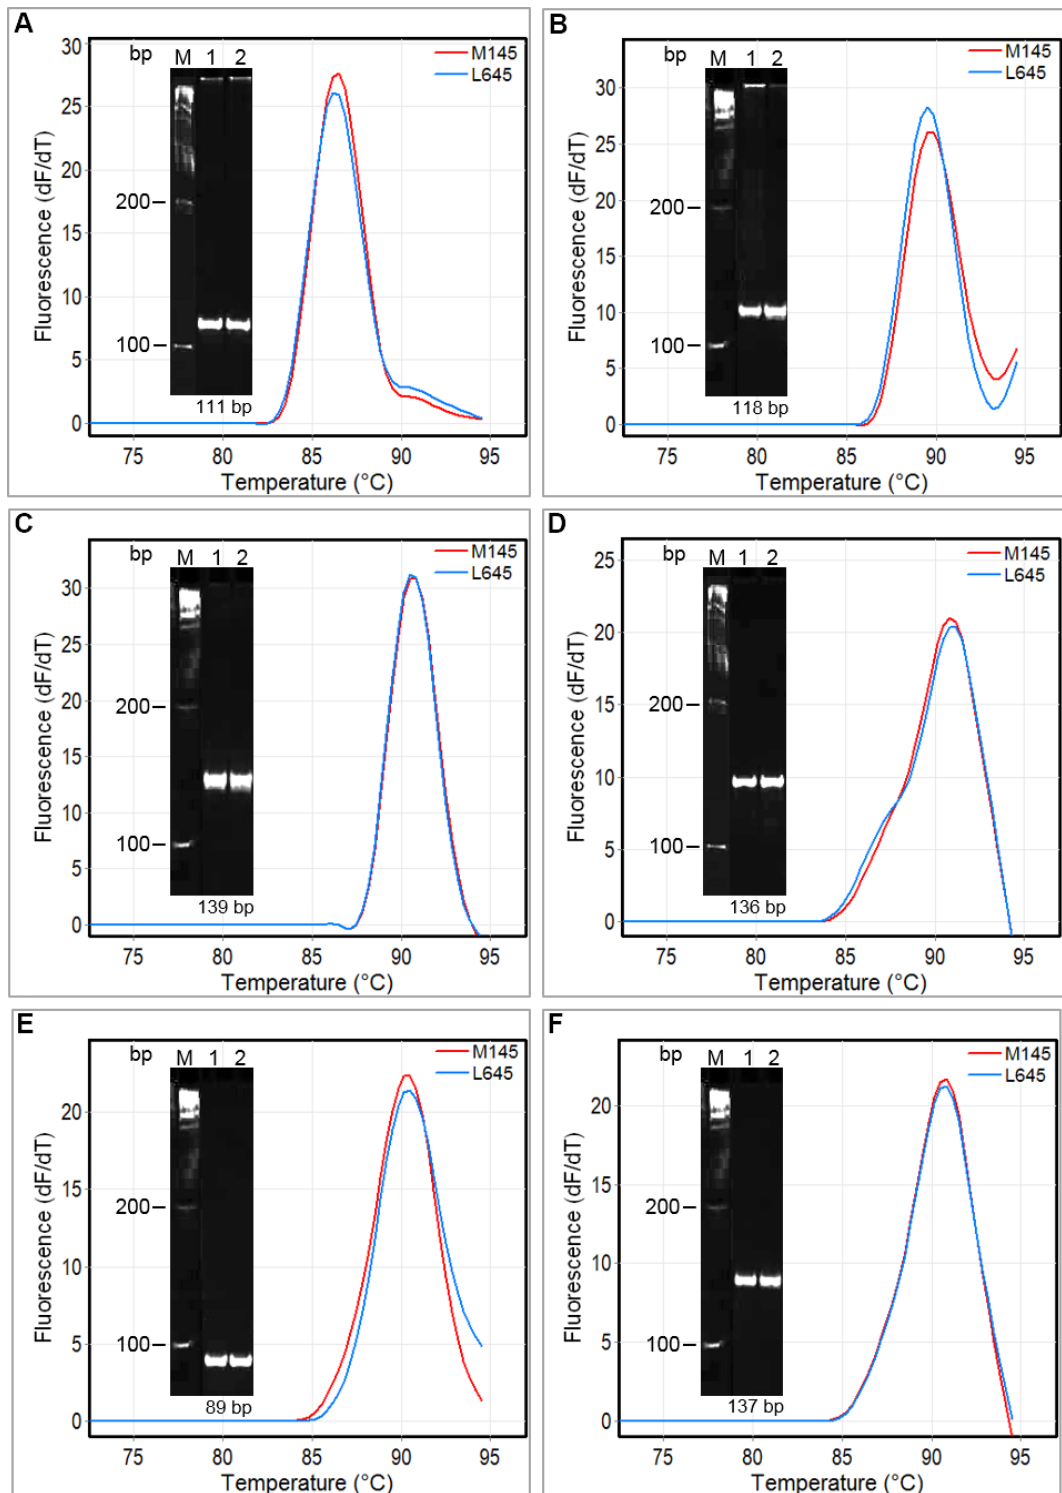 A
bp M 1 2
M145
L645
30
25
20
15
10
5
0
200
100
111 bp
75 80 85 90 95
Fluorescence (dF/dT)
Temperature (°C)
B
bp M 1 2
M145
L645
30
25
20
15
10
5
0
200
100
118 bp
75 80 85 90 95
Fluorescence (dF/dT)
Temperature (°C)
C
bp M 1 2
M145
L645
30
25
20
15
10
5
0
200
100
139 bp
75 80 85 90 95
Fluorescence (dF/dT)
Temperature (°C)
D
bp M 1 2
M145
L645
25
20
15
10
5
0
200
100
136 bp
75 80 85 90 95
Fluorescence (dF/dT)
Temperature (°C)
E
bp M 1 2
M145
L645
20
15
10
5
0
200
100
89 bp
75 80 85 90 95
Fluorescence (dF/dT)
Temperature (°C)
F
bp M 1 2
M145
L645
20
15
10
5
0
200
100
137 bp
75 80 85 90 95
Fluorescence (dF/dT)
Temperature (°C)